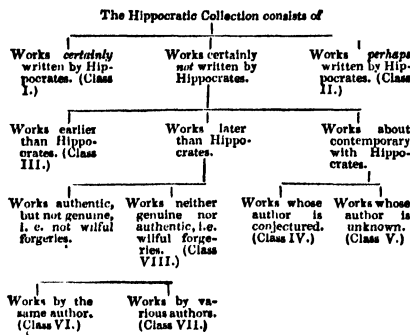 The Hippocratic Collection consists of
Works certainly
written by Hip-
pocrates. (Class
I.)
Works certainly
not written by
Hippocrates.
Works perhaps
written by Hip-
pocrates. (Class
II.)
Works earlier
than Hippo-
crates. (Class
III.)
Works later
than Hippo-
crates.
Works about
contemporary
with Hippo-
crates.
Works authentic,
but not genuine,
i. e. not wilful
forgeries.
Works neither
genuine nor
authentic, i.e.
wilful forge-
ries. (Class
VIII.)
Works whose
author is
conjectured.
(Class IV.)
Works whose
author is
unknown.
(Class V.)
Works by the
same author.
(Class VI.)
Works by va-
rious authors.
(Class VII.)